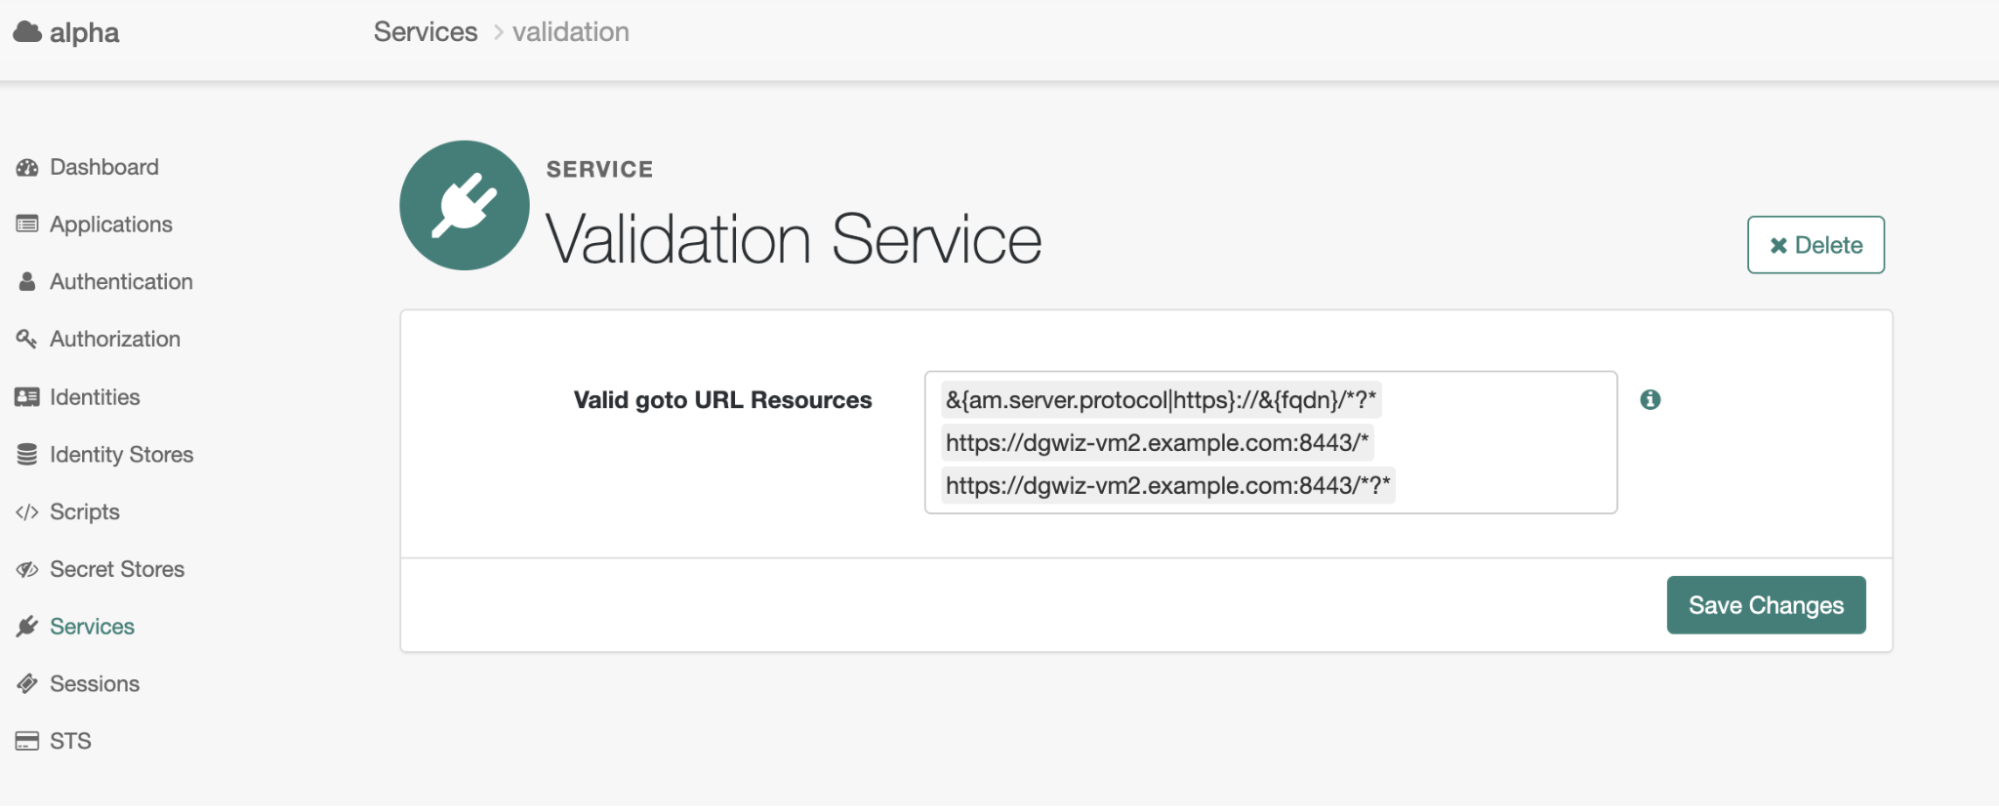 alpha
Services > validation
Dashboard
Applications
Authentication
Authorization
Identities
Identity Stores
Scripts
Secret Stores
Services
Sessions
STS
SERVICE
Validation Service
Delete
Valid goto URL Resources
&{am.server.protocol|https}://&{fqdn}/*?*
https://dgwiz-vm2.example.com:8443/*
https://dgwiz-vm2.example.com:8443/*?*
Save Changes